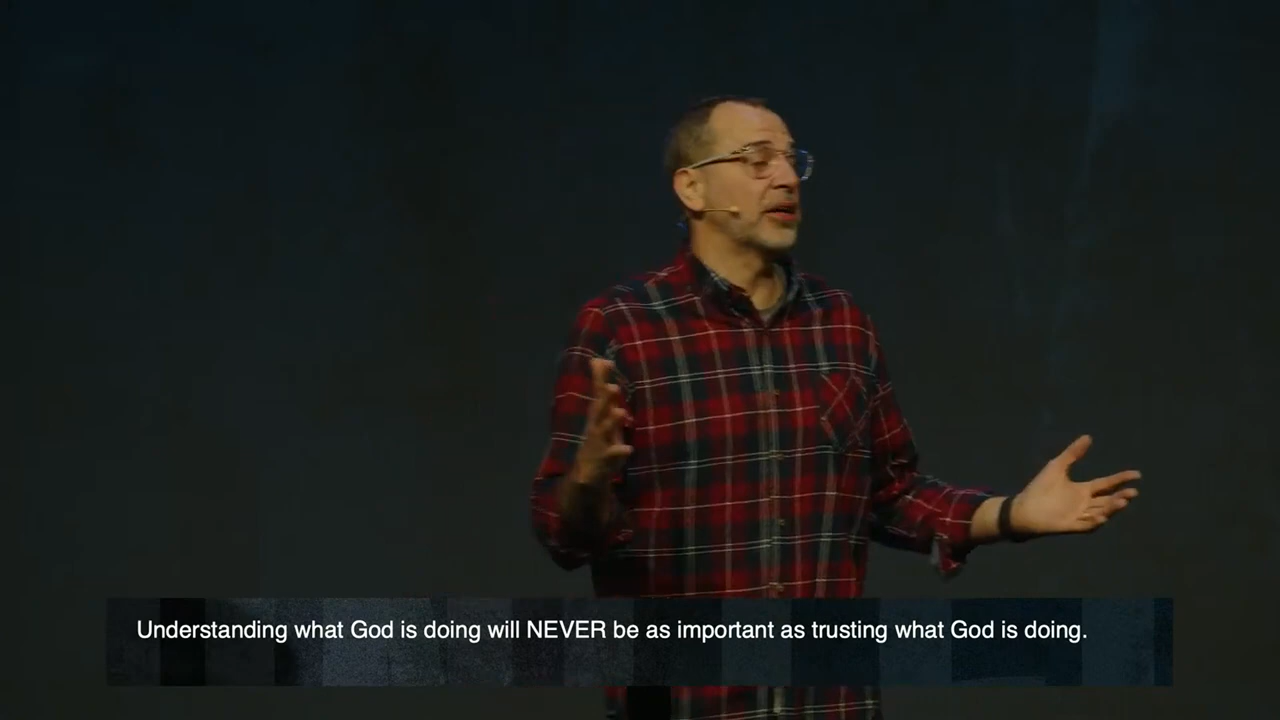 Understanding what God is doing will NEVER be as important as trusting what God is doing.